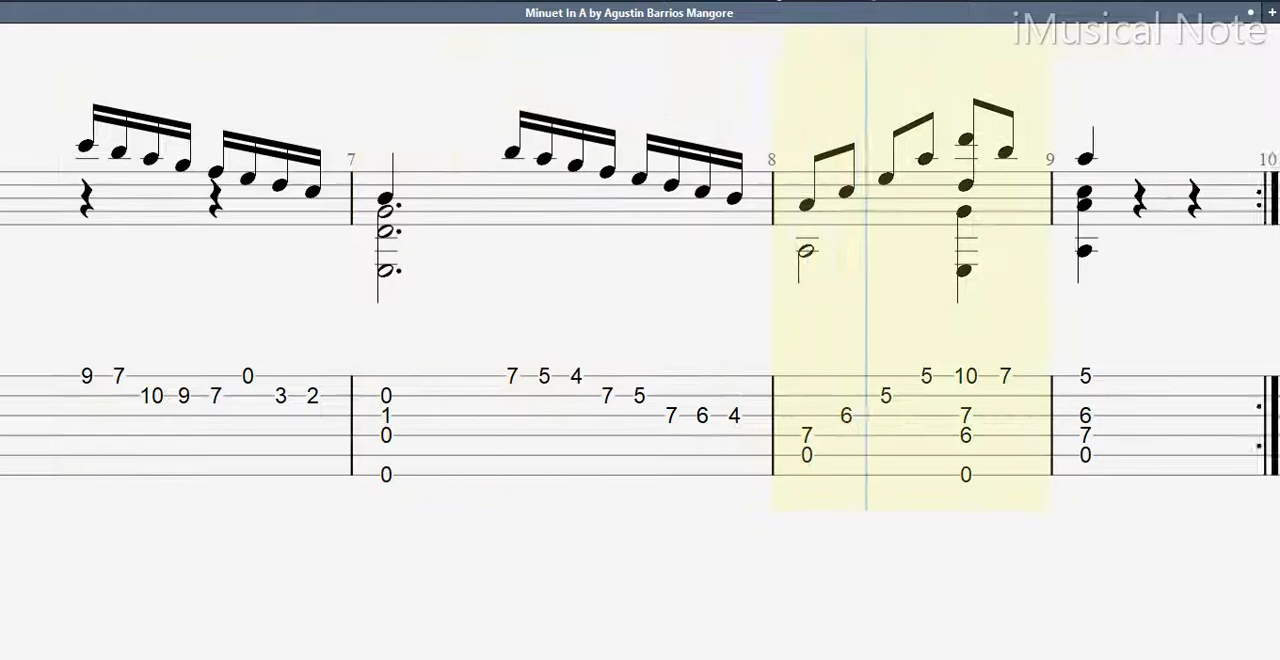 Minuet In A by Agustin Barrios Mangore
iMusical Note
7 8 9 10
9 7 0 7 5 4 5 10 7 5
10 9 7 3 2 0 7 5 5
1 7 6 4 6 7 6
0 7 6 7
0 0
0 0